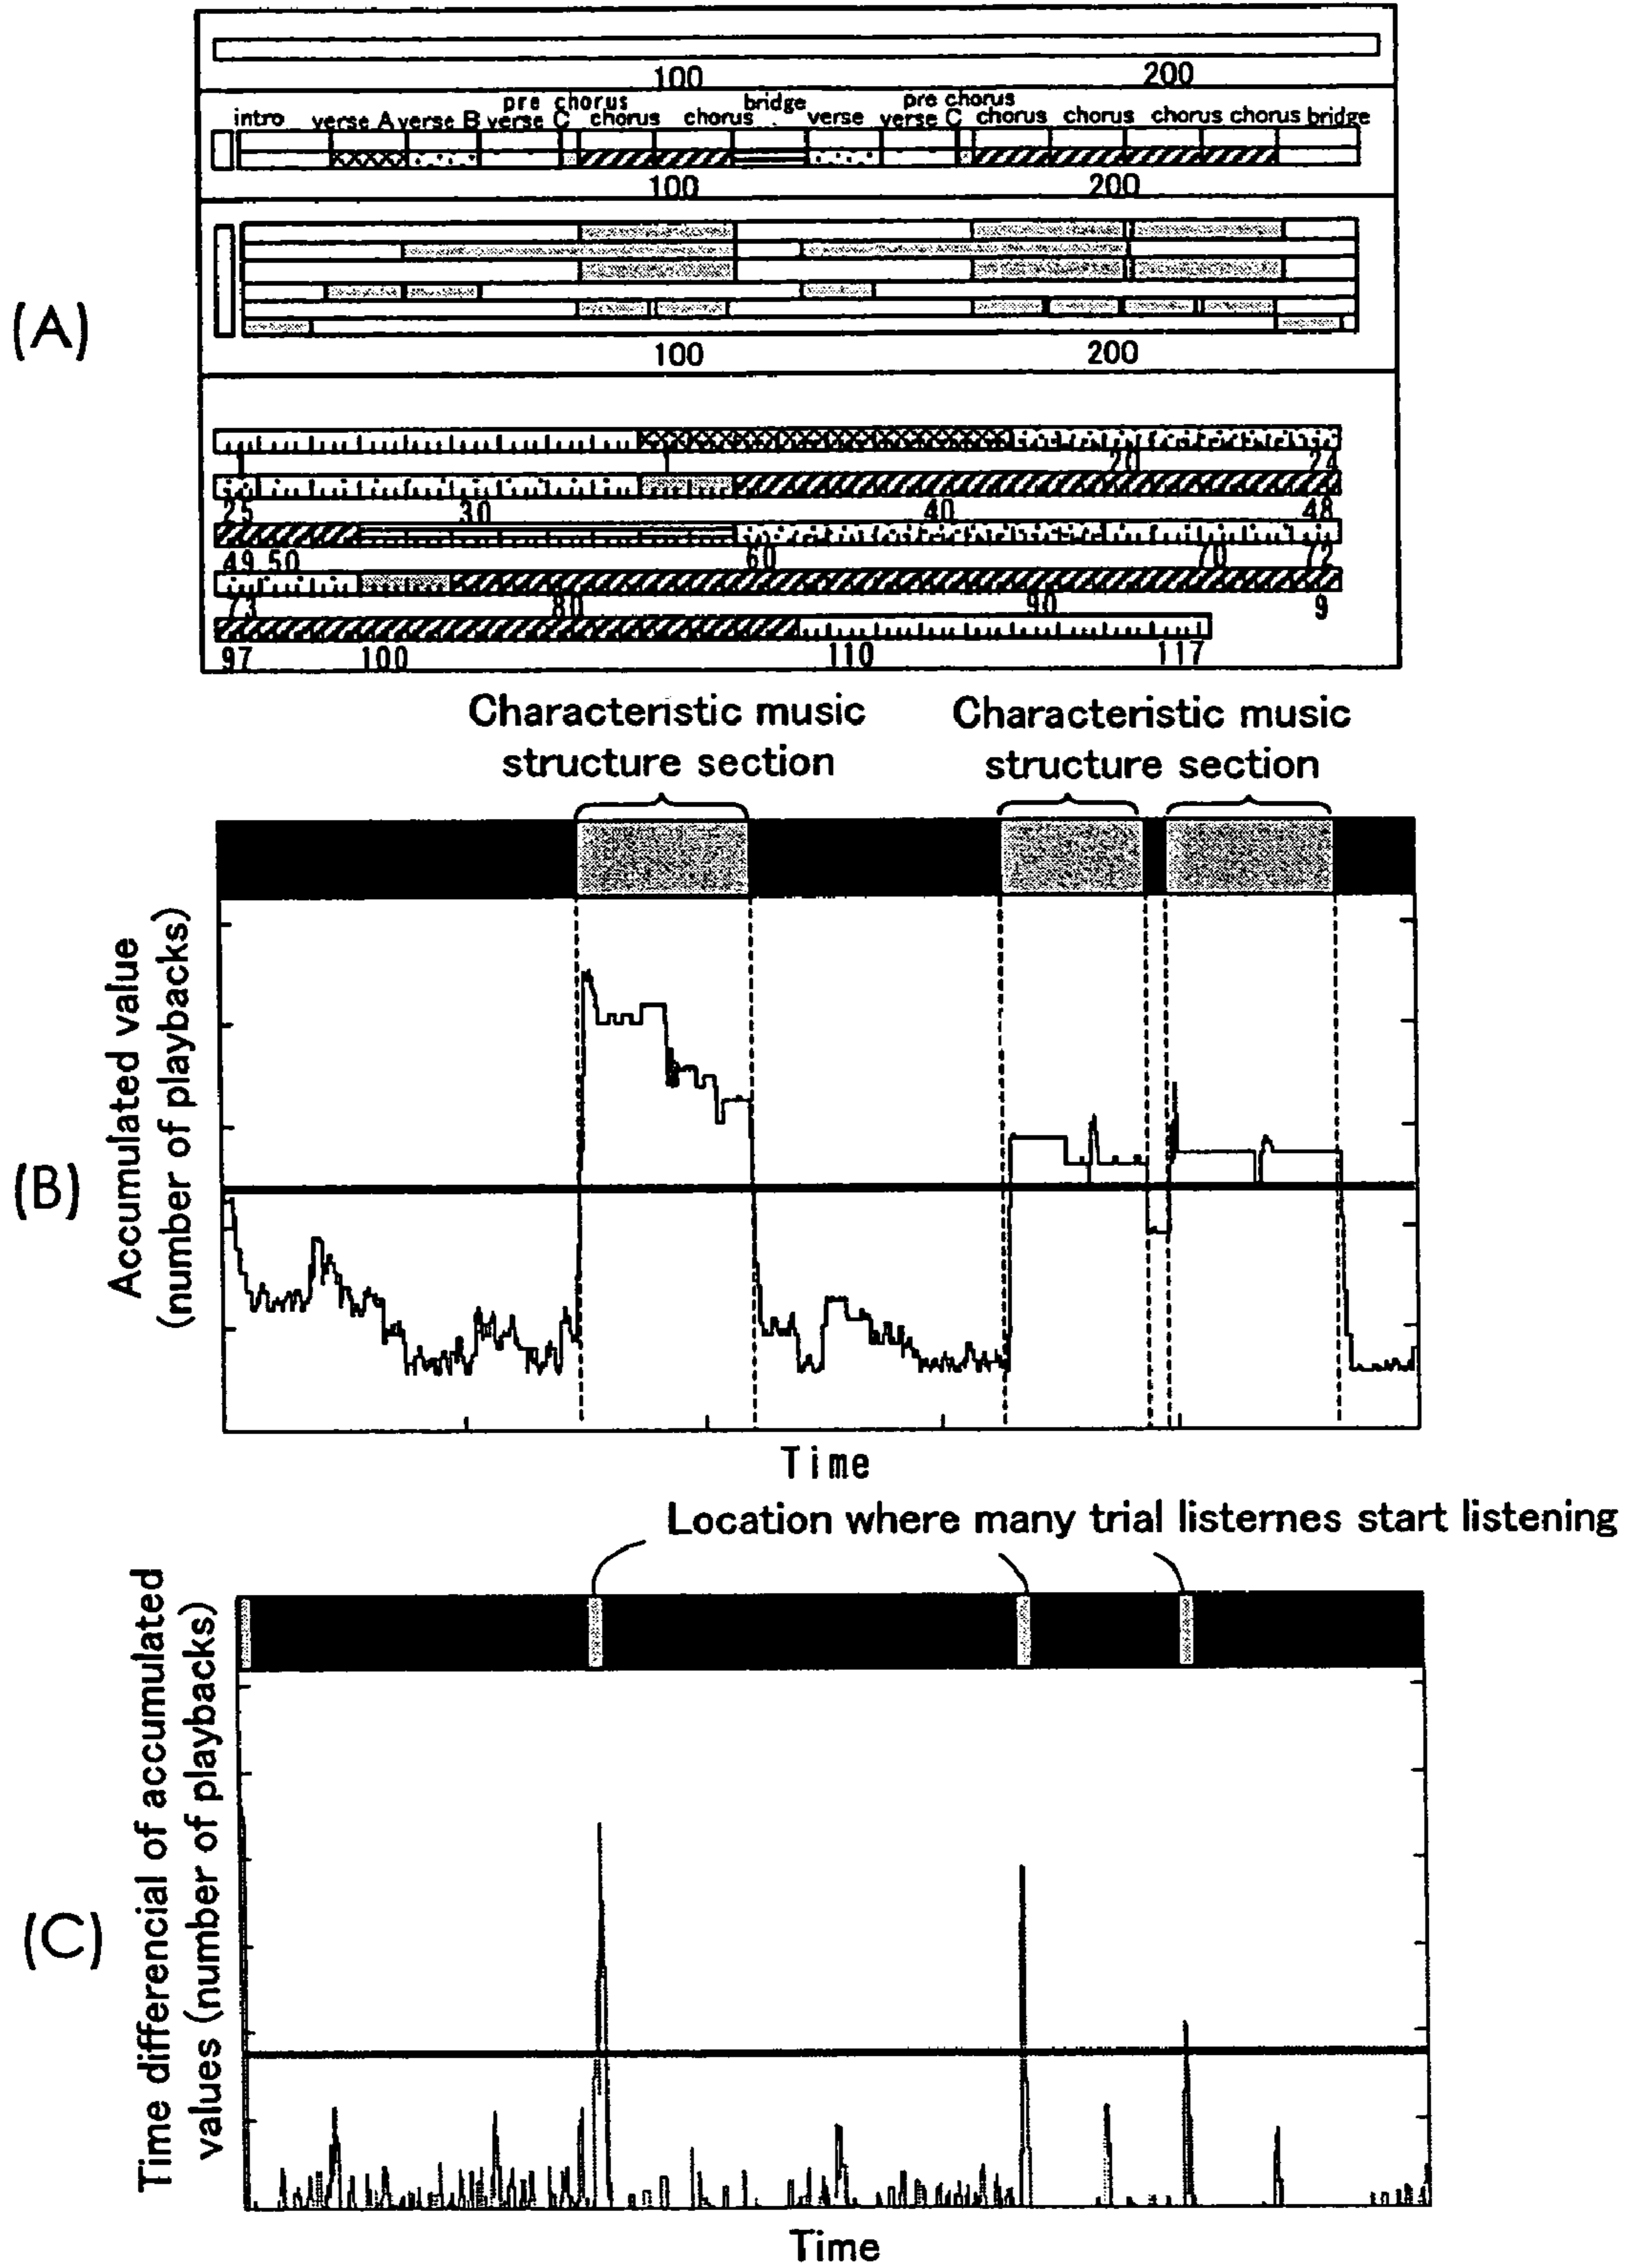 100 200
pre chorus bridge pre chorus
intro verse A verse B verse C chorus chorus verse verse C chorus chorus chorus chorus bridge
100 200
(A)
100 200
1 20 24
25 30 40 48
49 50 60 70 72
73 80 90 9
97 100 110 117
Characteristic music structure section
Characteristic music structure section
(B)
Accumulated value
(number of playbacks)
Time
Location where many trial listernes start listening
(C)
Time differencial of accumulated
values (number of playbacks)
Time